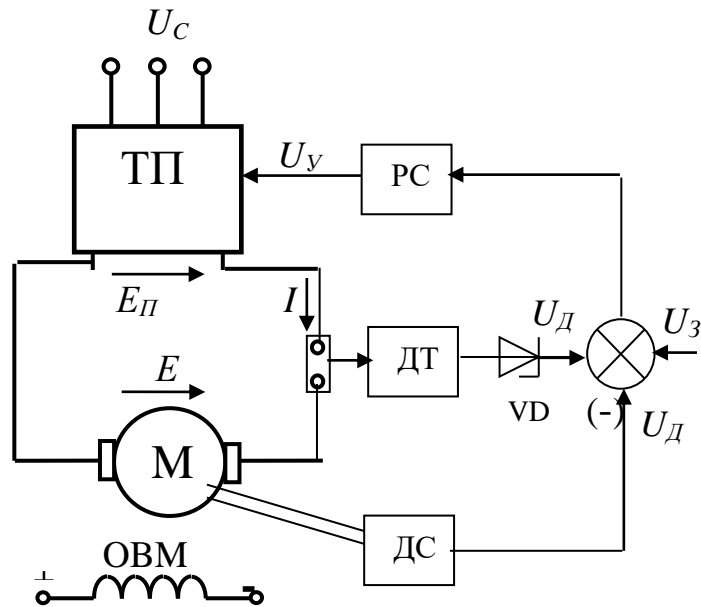 U_C
ТП
U_У
РС
E_П
I
U_Д
U_З
ДТ
E
VD
(-)
U_Д
М
ДС
ОВМ
+
-